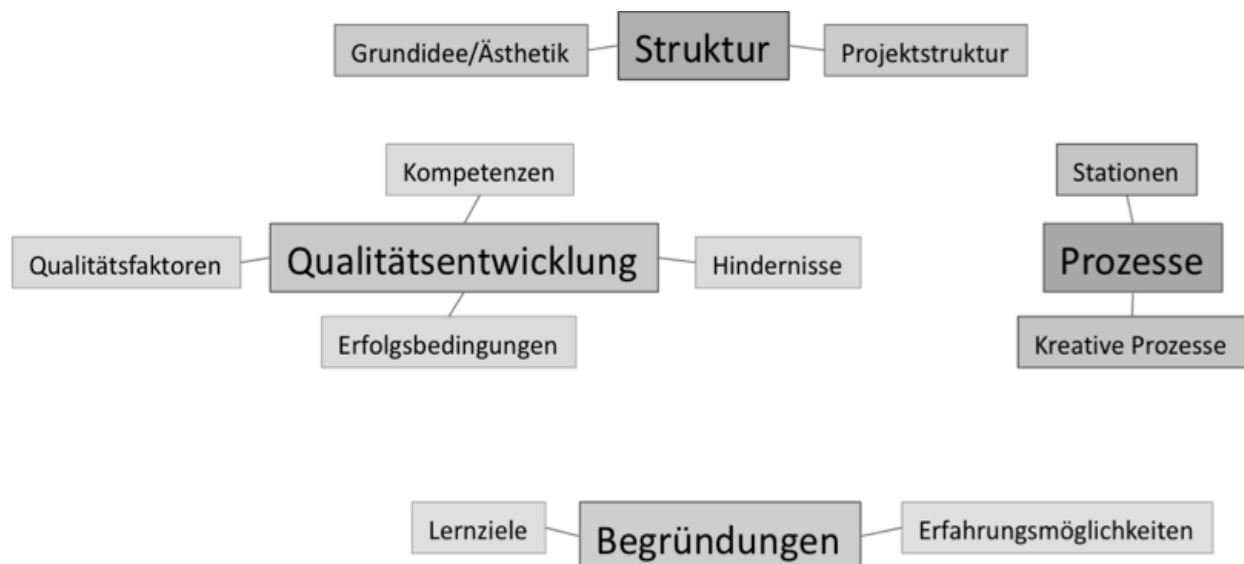 Grundidee/Ästhetik
Struktur
Projektstruktur
Kompetenzen
Stationen
Qualitätsfaktoren
Qualitätsentwicklung
Hindernisse
Prozesse
Erfolgsbedingungen
Kreative Prozesse
Lernziele
Begründungen
Erfahrungsmöglichkeiten